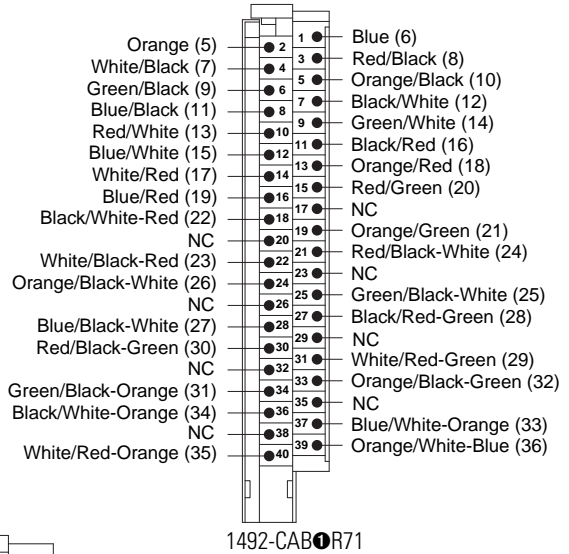 1 Blue (6)
Orange (5) 2
3 Red/Black (8)
White/Black (7) 4
5 Orange/Black (10)
Green/Black (9) 6
7 Black/White (12)
Blue/Black (11) 8
9 Green/White (14)
Red/White (13) 10
11 Black/Red (16)
Blue/White (15) 12
13 Orange/Red (18)
White/Red (17) 14
15 Red/Green (20)
Blue/Red (19) 16
17 NC
Black/White-Red (22) 18
19 Orange/Green (21)
NC 20
21 Red/Black-White (24)
White/Black-Red (23) 22
23 NC
Orange/Black-White (26) 24
25 Green/Black-White (25)
NC 26
27 Black/Red-Green (28)
Blue/Black-White (27) 28
29 NC
Red/Black-Green (30) 30
31 White/Red-Green (29)
NC 32
33 Orange/Black-Green (32)
Green/Black-Orange (31) 34
35 NC
Black/White-Orange (34) 36
37 Blue/White-Orange (33)
NC 38
39 Orange/White-Blue (36)
White/Red-Orange (35) 40
1492-CAB❶R71